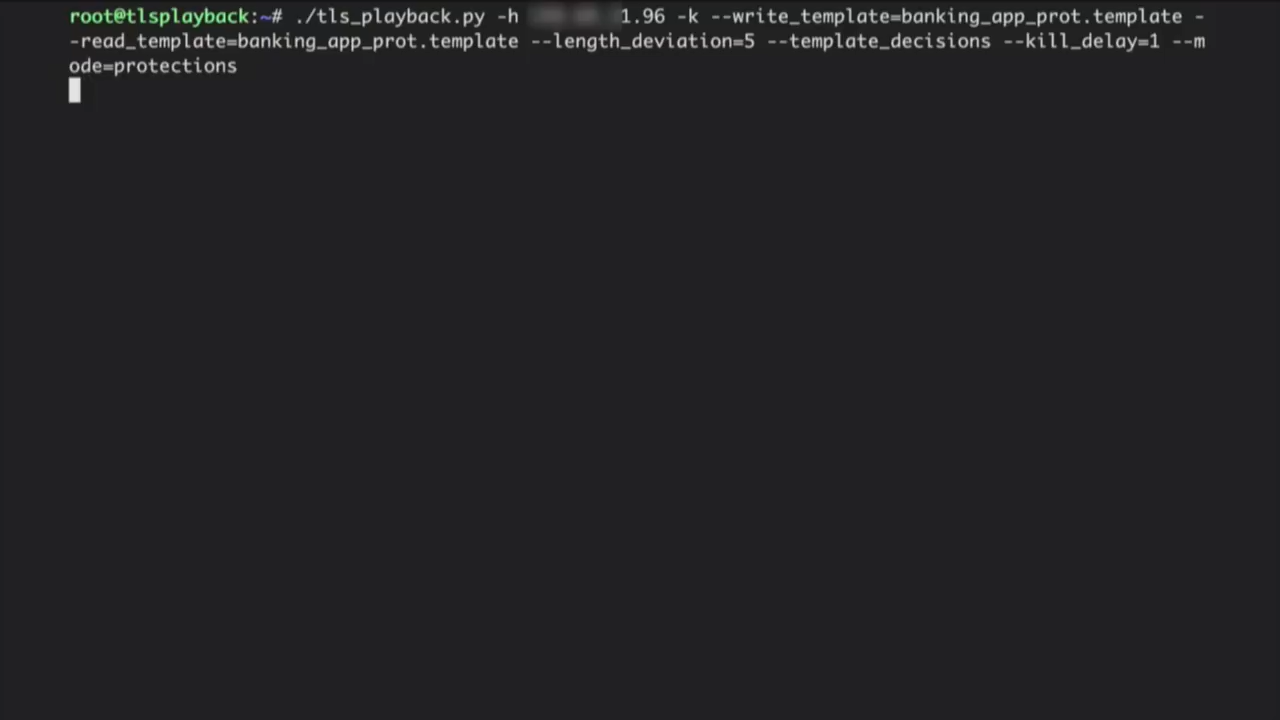 root@tlsplayback:~# ./tls_playback.py -h 1.96 -k --write_template=banking_app_prot.template -
-read_template=banking_app_prot.template --length_deviation=5 --template_decisions --kill_delay=1 --m
ode=protections